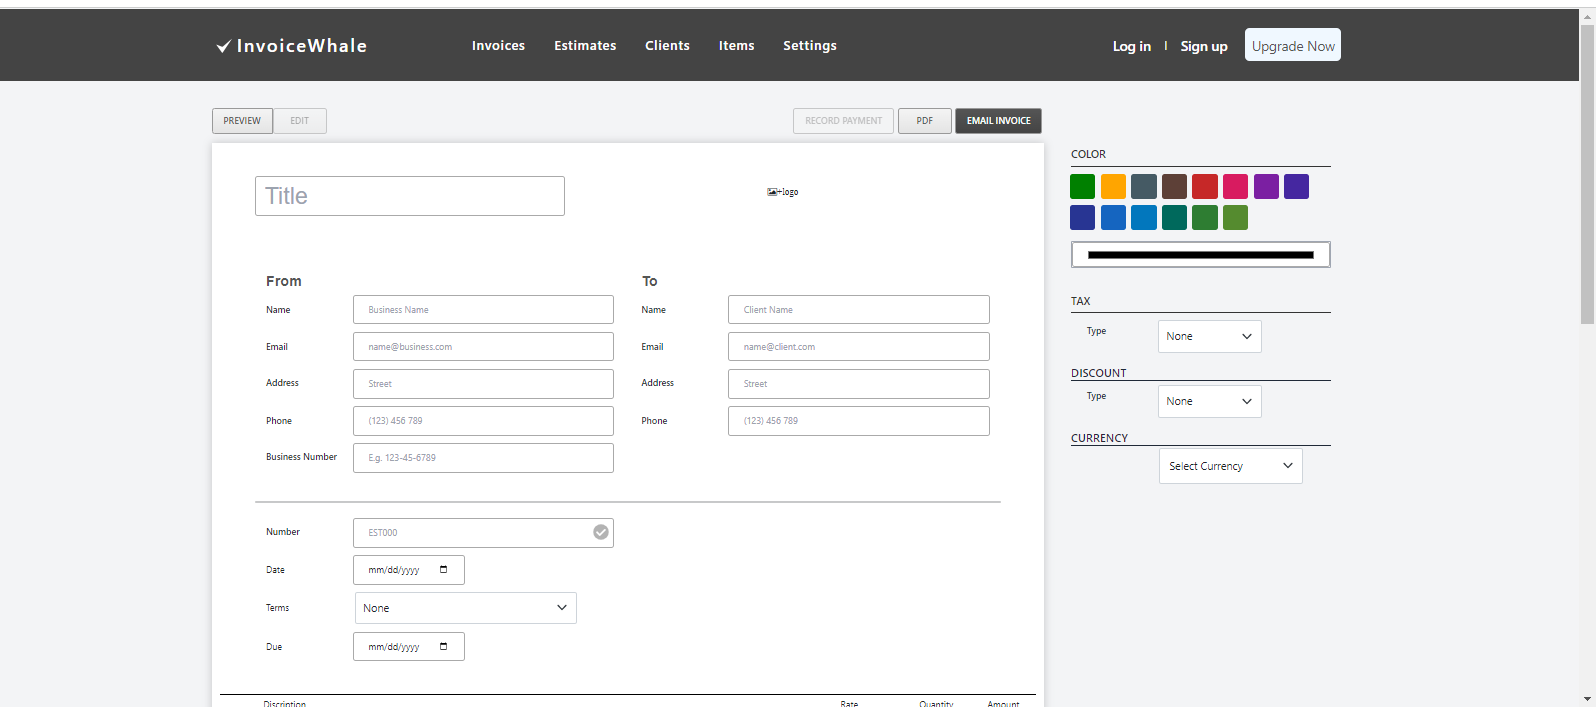 InvoiceWhale Invoices Estimates Clients Items Settings Log in | Sign up Upgrade Now
PREVIEW EDIT RECORD PAYMENT PDF EMAIL INVOICE
Title
+logo
From
Name Business Name
Email name@business.com
Address Street
Phone (123) 456 789
Business Number E.g. 123-45-6789
To
Name Client Name
Email name@client.com
Address Street
Phone (123) 456 789
Number EST000
Date mm/dd/yyyy
Terms None
Due mm/dd/yyyy
Discription Rate Quantity Amount
COLOR
TAX
Type None
DISCOUNT
Type None
CURRENCY
Select Currency